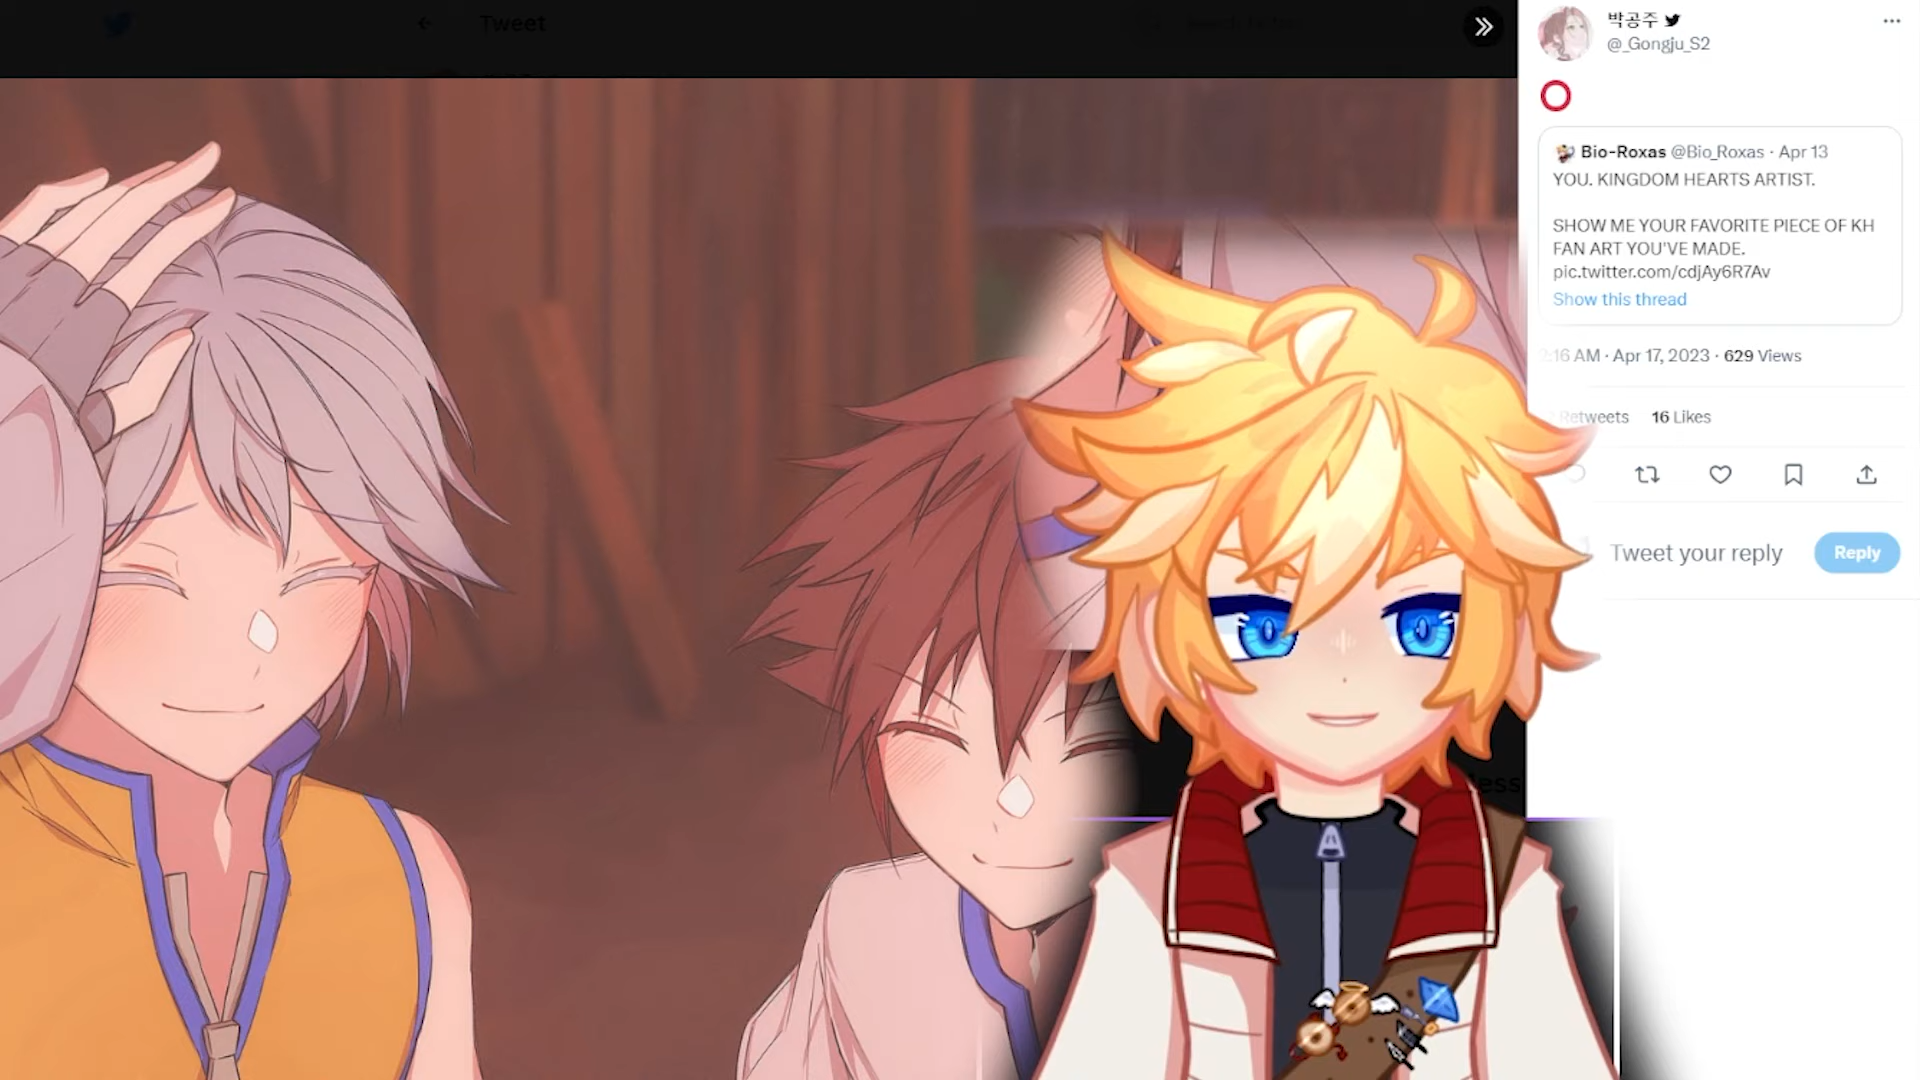 Tweet
박공주
@_Gongju_S2
Bio-Roxas @Bio_Roxas · Apr 13
YOU. KINGDOM HEARTS ARTIST.
SHOW ME YOUR FAVORITE PIECE OF KH
FAN ART YOU'VE MADE.
pic.twitter.com/cdjAy6R7Av
Show this thread
:16 AM · Apr 17, 2023 · 629 Views
Retweets 16 Likes
Tweet your reply
Reply